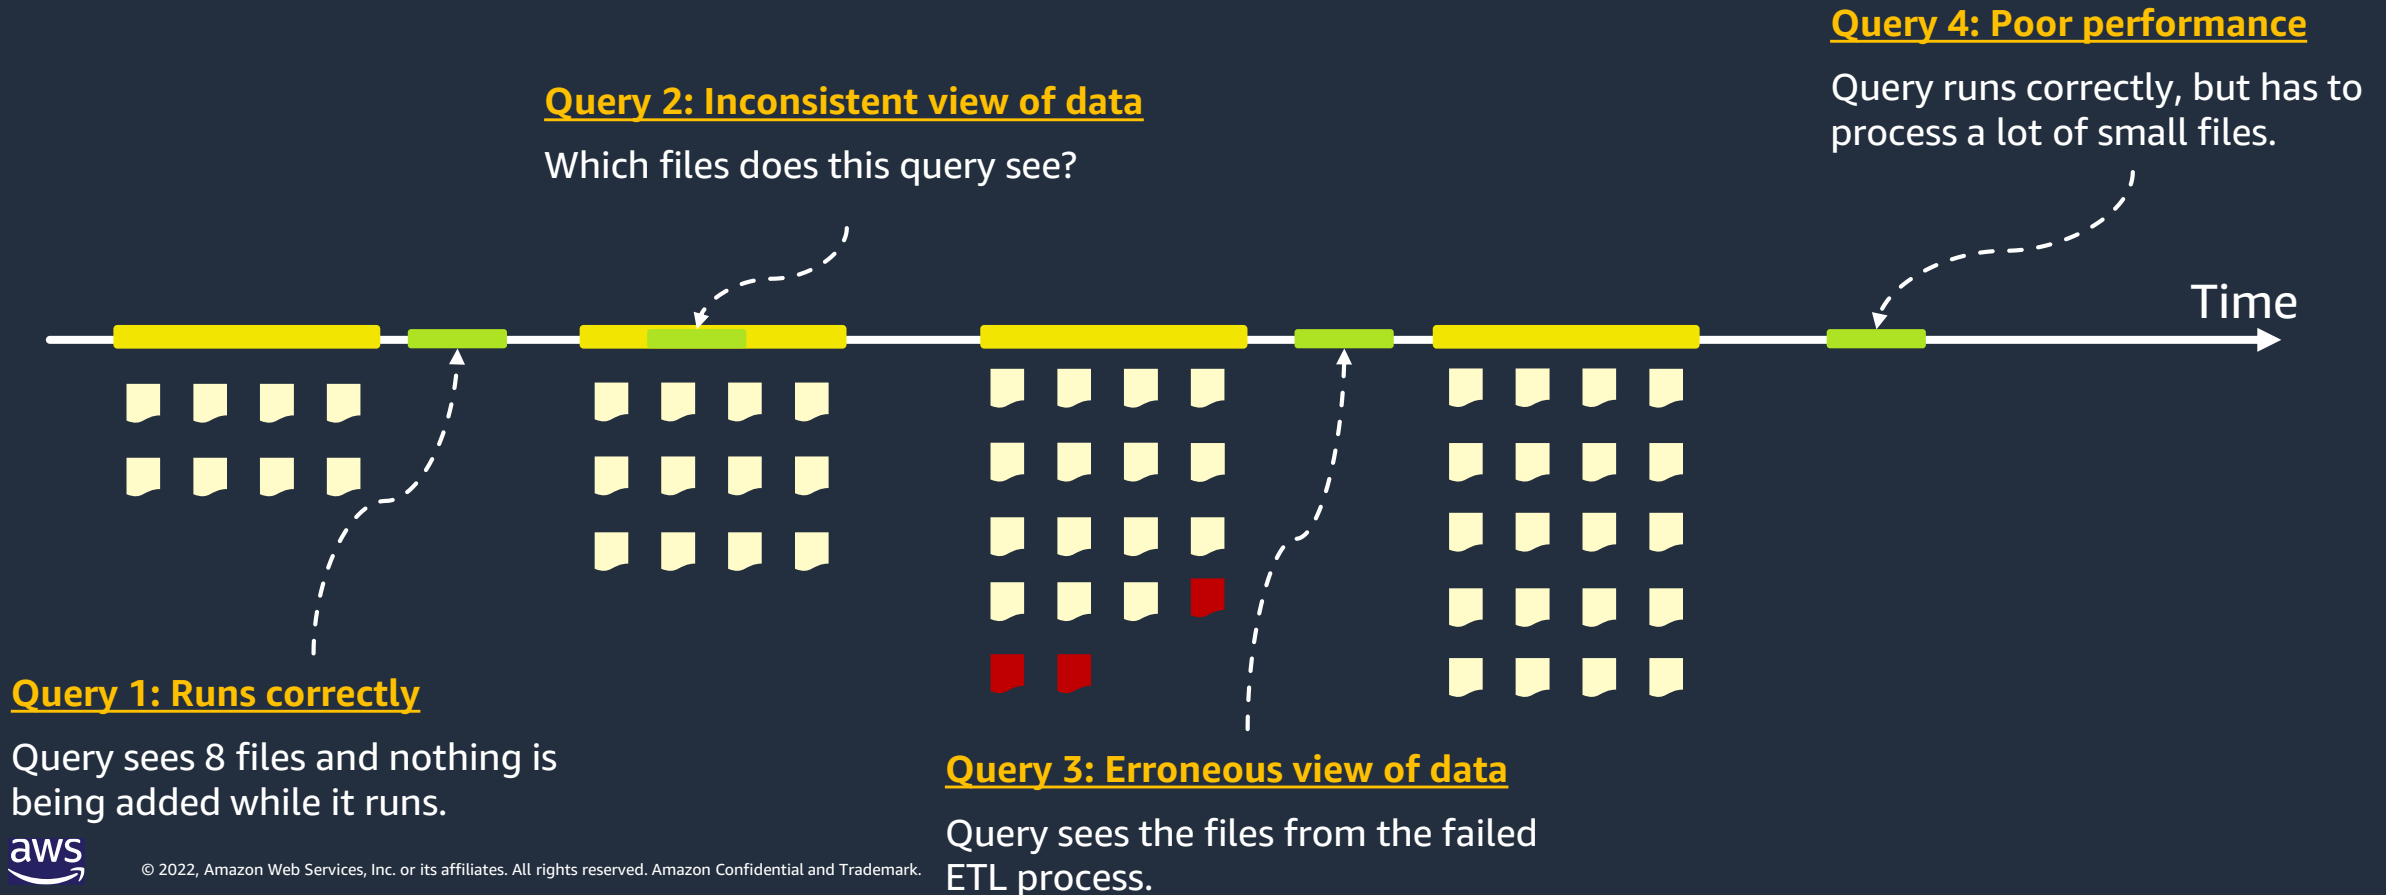 Query 4: Poor performance
Query runs correctly, but has to
process a lot of small files.
Query 2: Inconsistent view of data
Which files does this query see?
Time
Query 1: Runs correctly
Query sees 8 files and nothing is
being added while it runs.
Query 3: Erroneous view of data
Query sees the files from the failed
ETL process.
aws
© 2022, Amazon Web Services, Inc. or its affiliates. All rights reserved. Amazon Confidential and Trademark.